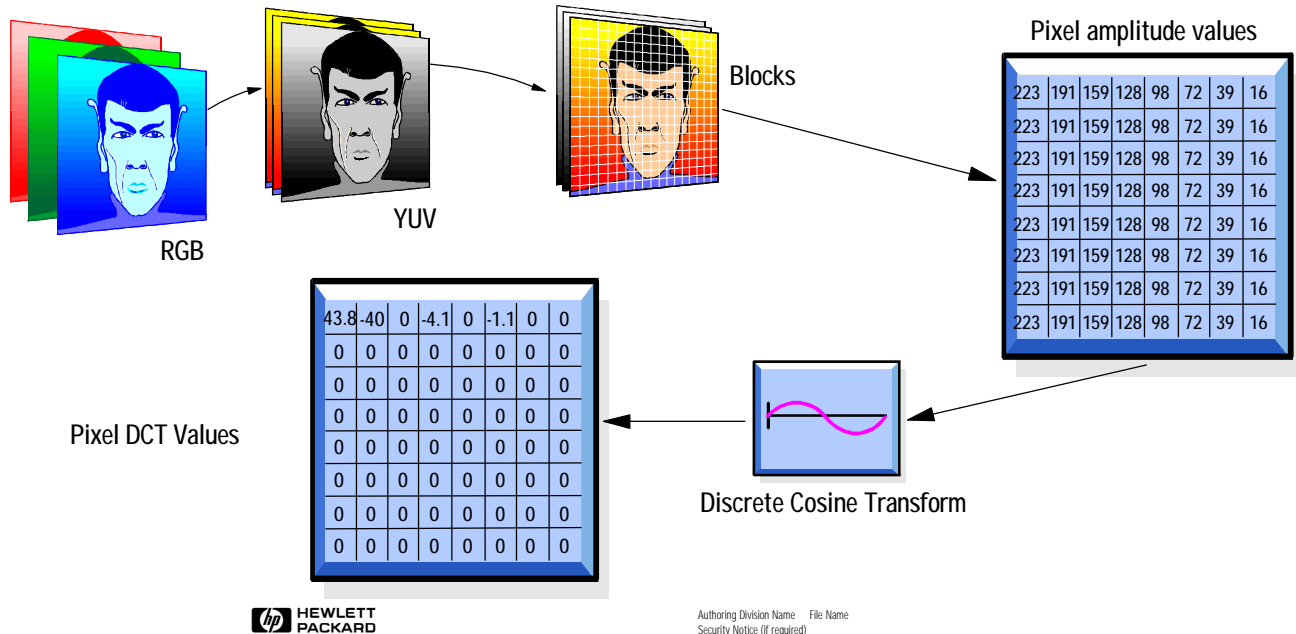 RGB
YUV
Blocks
Pixel amplitude values
223 191 159 128 98 72 39 16
223 191 159 128 98 72 39 16
223 191 159 128 98 72 39 16
223 191 159 128 98 72 39 16
223 191 159 128 98 72 39 16
223 191 159 128 98 72 39 16
223 191 159 128 98 72 39 16
223 191 159 128 98 72 39 16
43.8 -40 0 -4.1 0 -1.1 0 0
0 0 0 0 0 0 0 0
0 0 0 0 0 0 0 0
0 0 0 0 0 0 0 0
0 0 0 0 0 0 0 0
0 0 0 0 0 0 0 0
0 0 0 0 0 0 0 0
0 0 0 0 0 0 0 0
Pixel DCT Values
Discrete Cosine Transform
hp HEWLETT
PACKARD
Authoring Division Name File Name
Security Notice (if required)